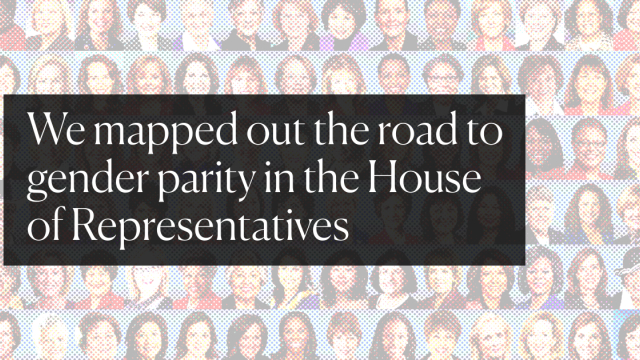 We mapped out the road to
gender parity in the House
of Representatives